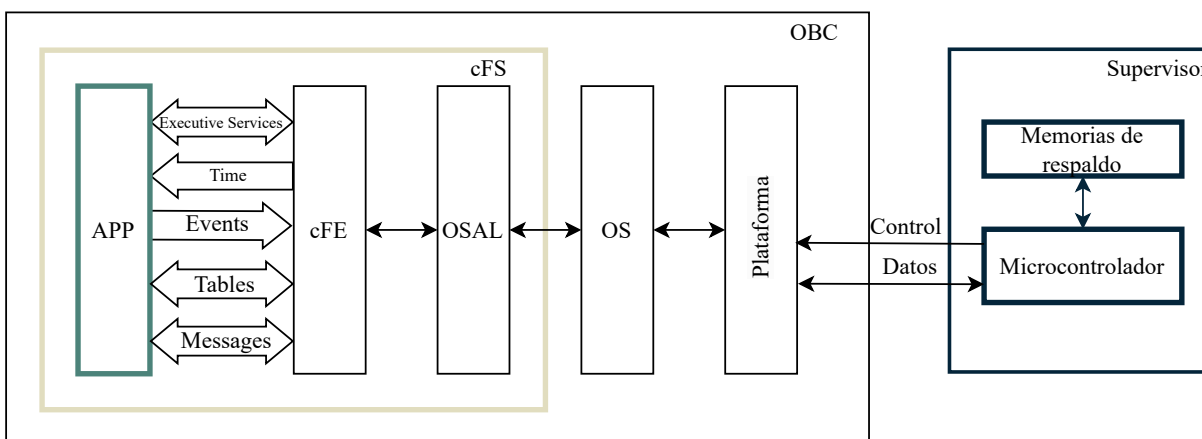 OBC
cFS
Supervisor
APP
Executive Services
Time
Events
Tables
Messages
cFE
OSAL
OS
Plataforma
Control
Datos
Memorias de
respaldo
Microcontrolador